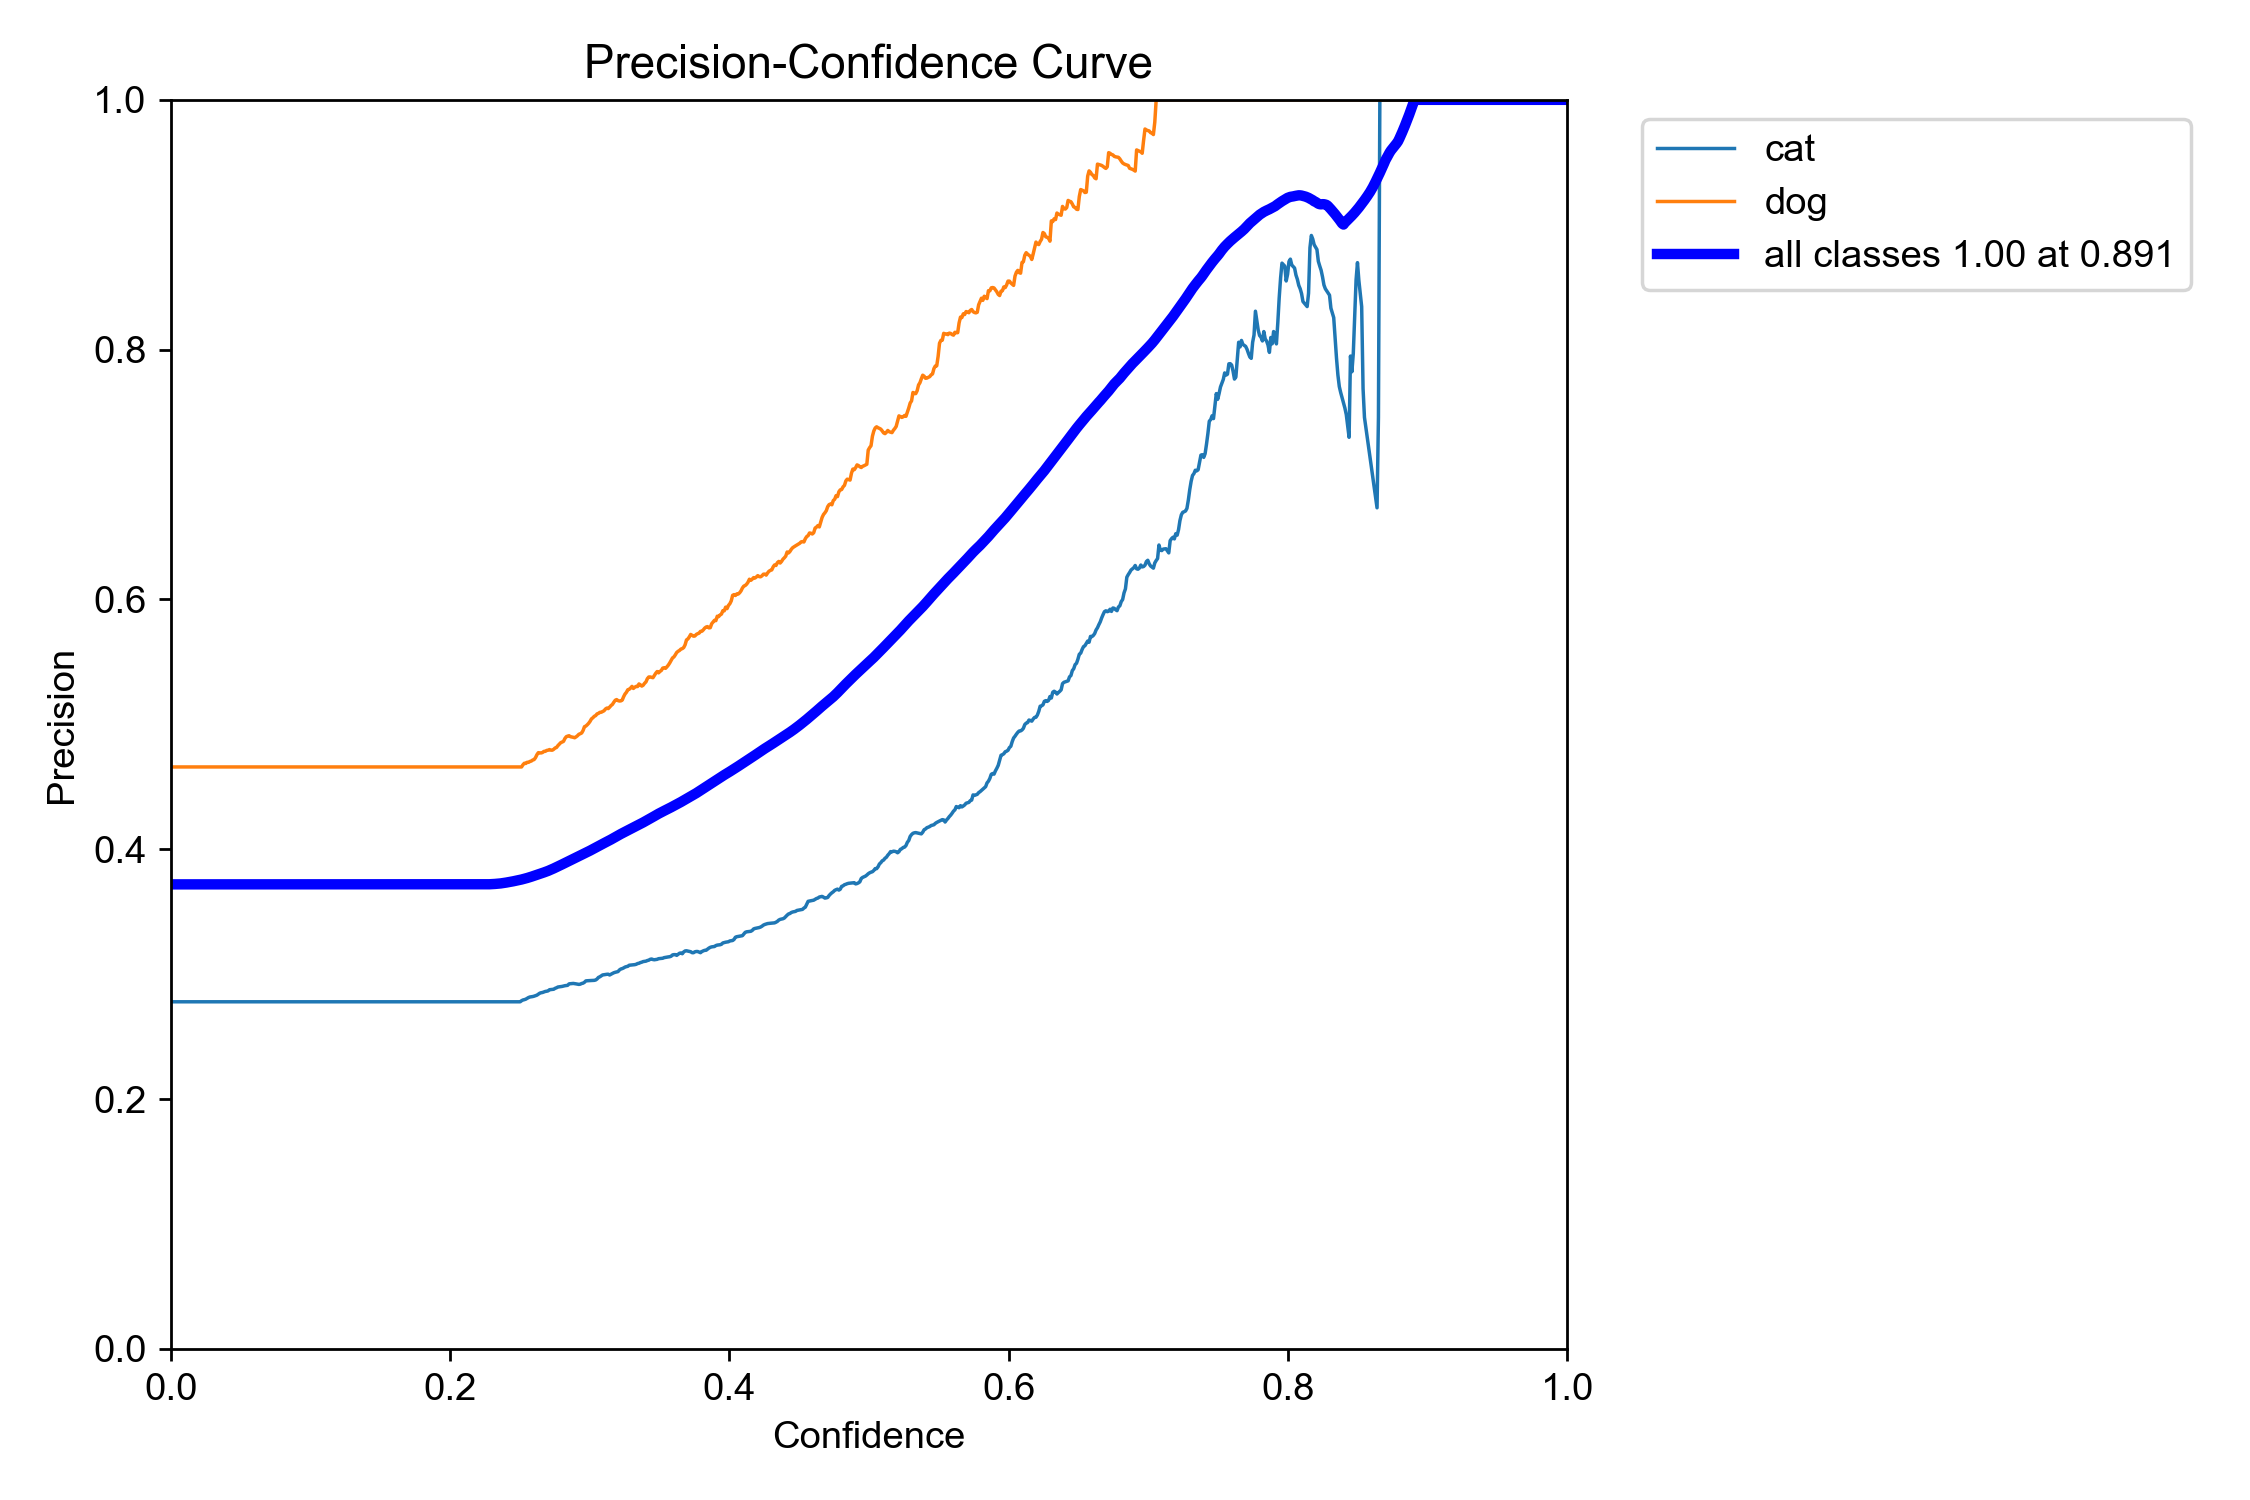 Precision-Confidence Curve
1.0
0.8
0.6
0.4
0.2
0.0
Precision
0.0 0.2 0.4 0.6 0.8 1.0
Confidence
cat
dog
all classes 1.00 at 0.891